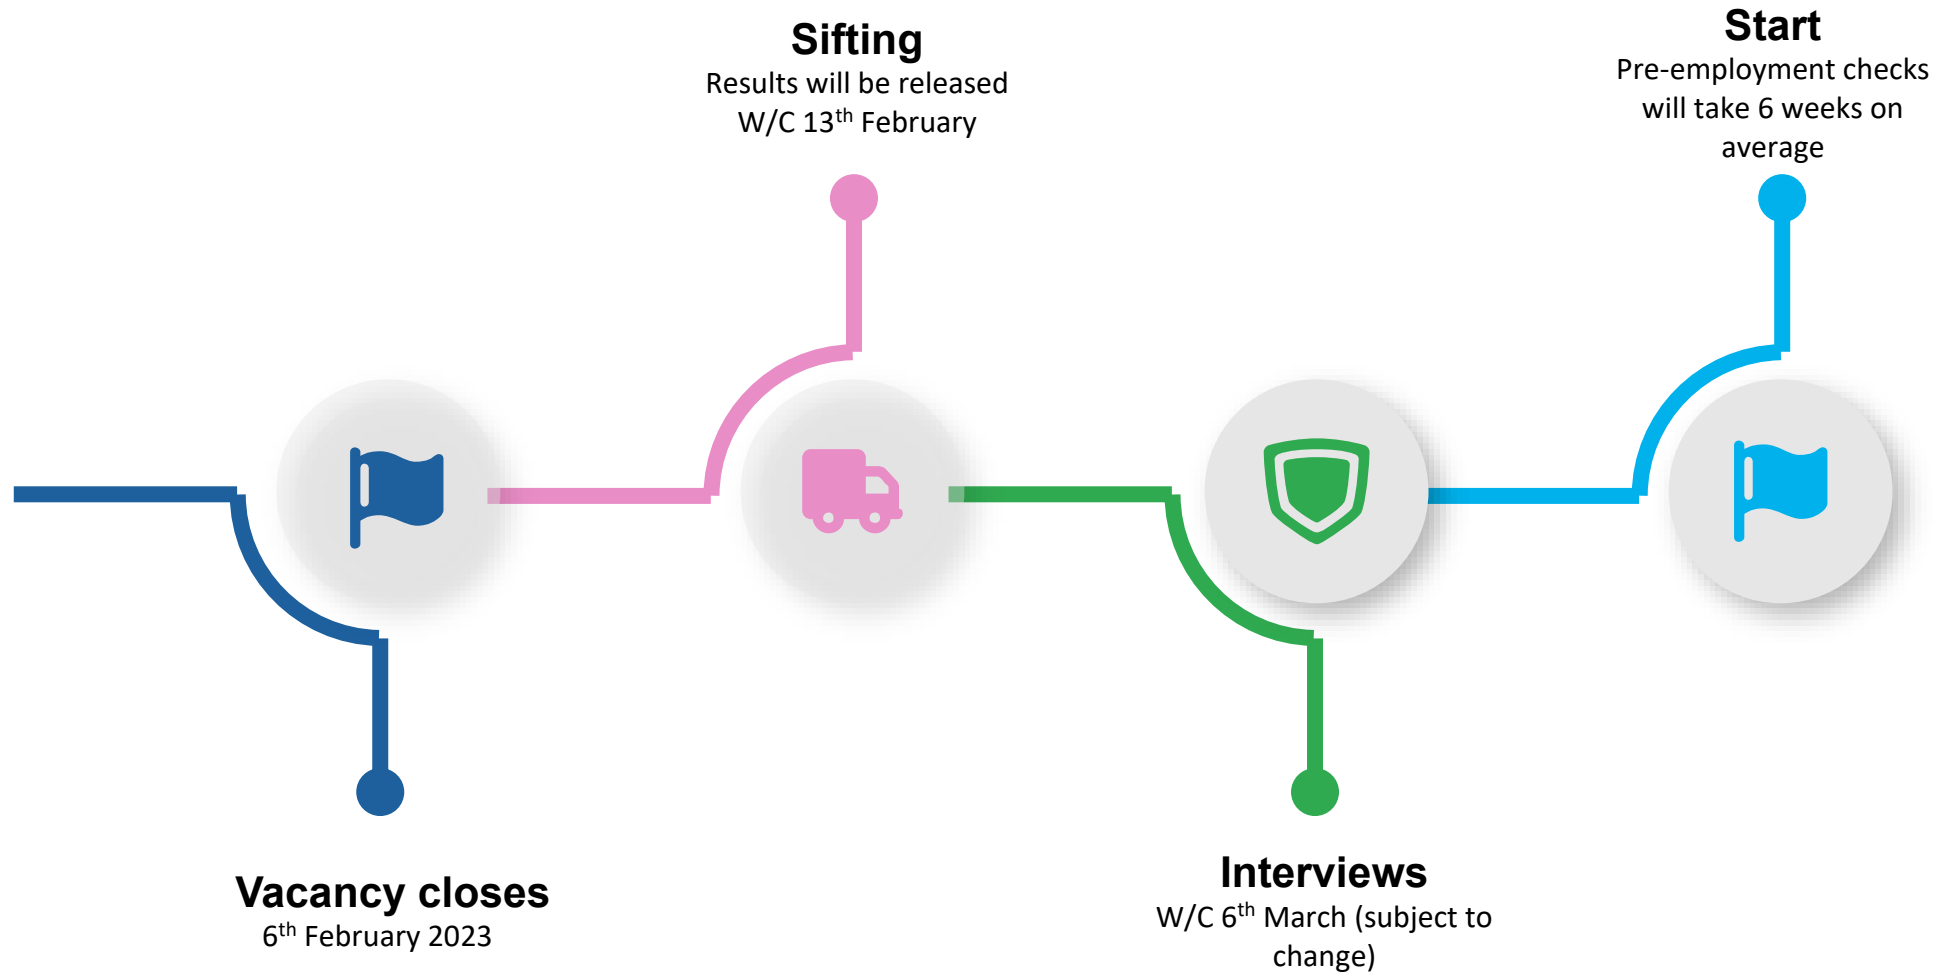 Vacancy closes
6th February 2023
Sifting
Results will be released
W/C 13th February
Interviews
W/C 6th March (subject to
change)
Start
Pre-employment checks
will take 6 weeks on
average